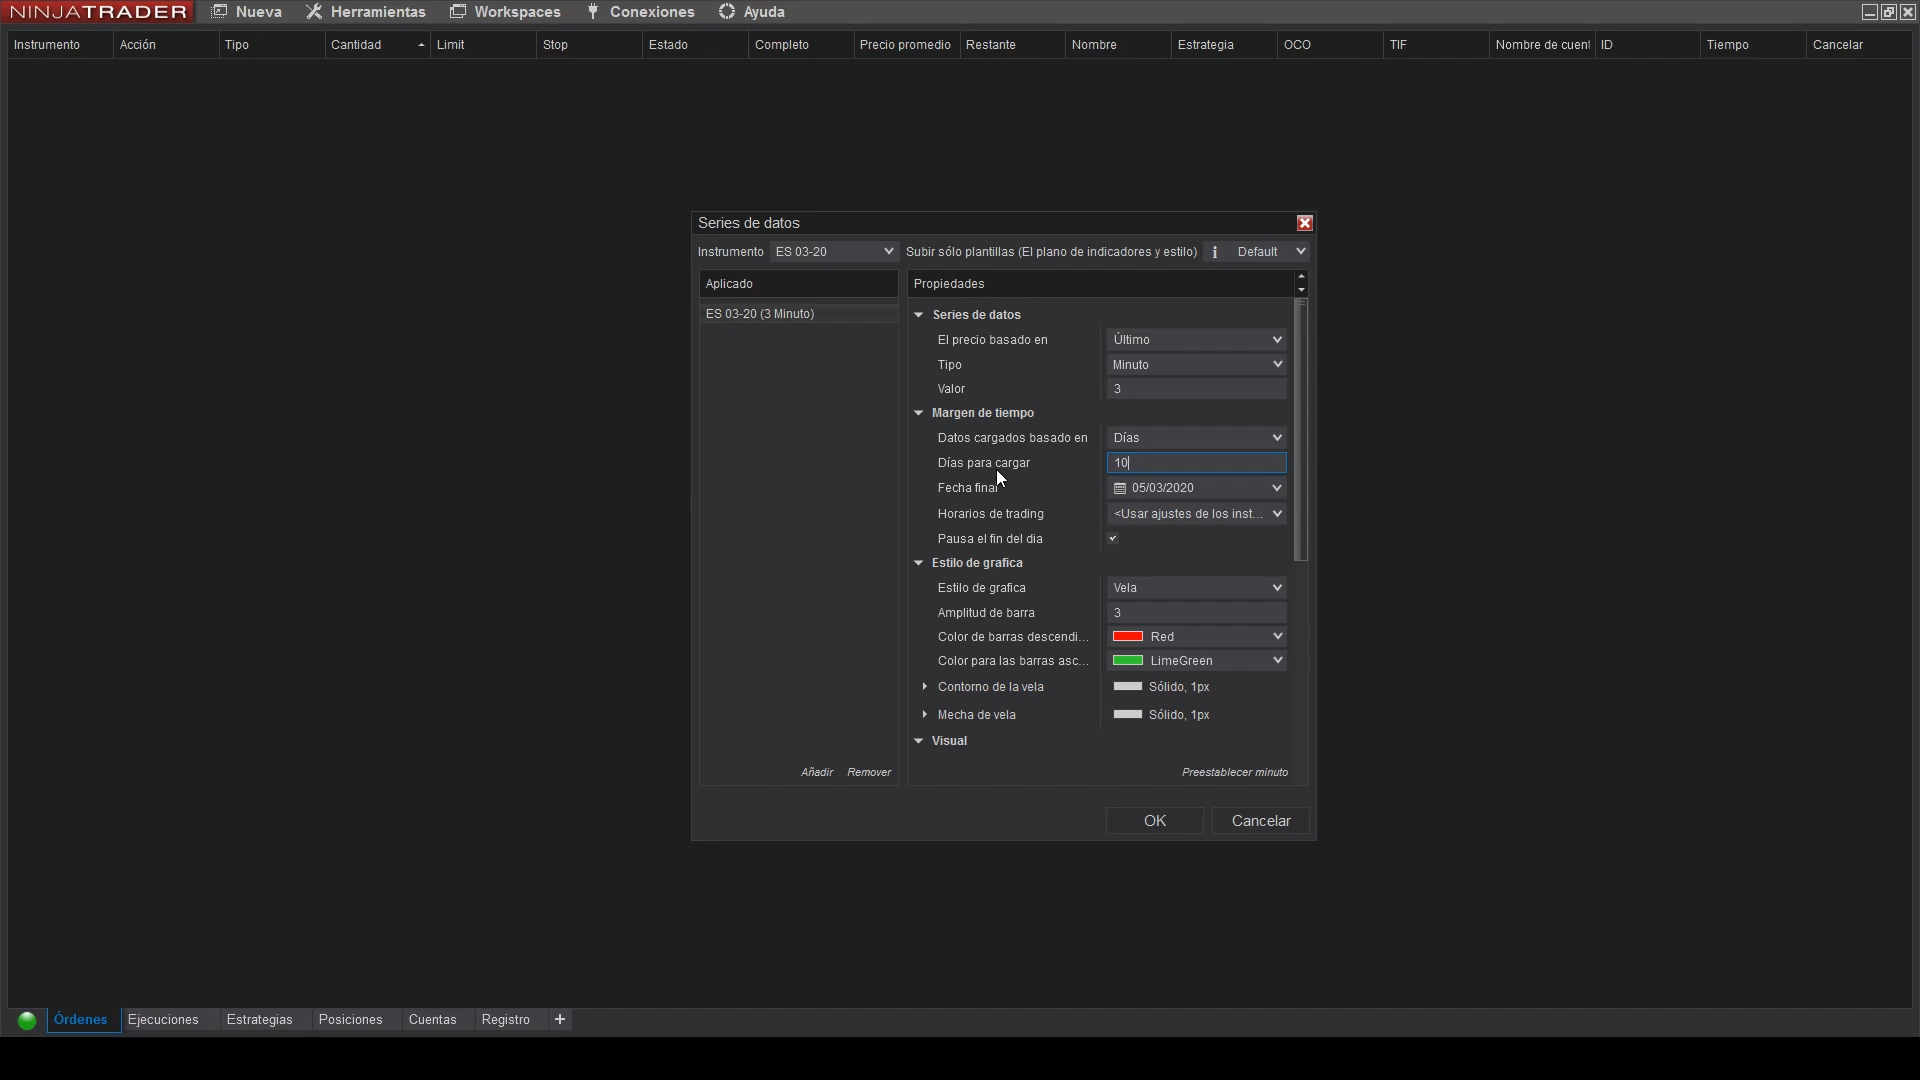 NINJATRADER Nueva Herramientas Workspaces Conexiones Ayuda
Instrumento Acción Tipo Cantidad Limit Stop Estado Completo Precio promedio Restante Nombre Estrategia OCO TIF Nombre de cuent ID Tiempo Cancelar
Series de datos
Instrumento ES 03-20 Subir sólo plantillas (El plano de indicadores y estilo) Default
Aplicado Propiedades
ES 03-20 (3 Minuto)
Series de datos
El precio basado en Último
Tipo Minuto
Valor 3
Margen de tiempo
Datos cargados basado en Días
Días para cargar 10
Fecha final 05/03/2020
Horarios de trading <Usar ajustes de los inst...
Pausa el fin del dia
Estilo de grafica
Estilo de grafica Vela
Amplitud de barra 3
Color de barras descendi... Red
Color para las barras asc... LimeGreen
Contorno de la vela Sólido, 1px
Mecha de vela Sólido, 1px
Visual
Añadir Remover Preestablecer minuto
OK Cancelar
Órdenes Ejecuciones Estrategias Posiciones Cuentas Registro +